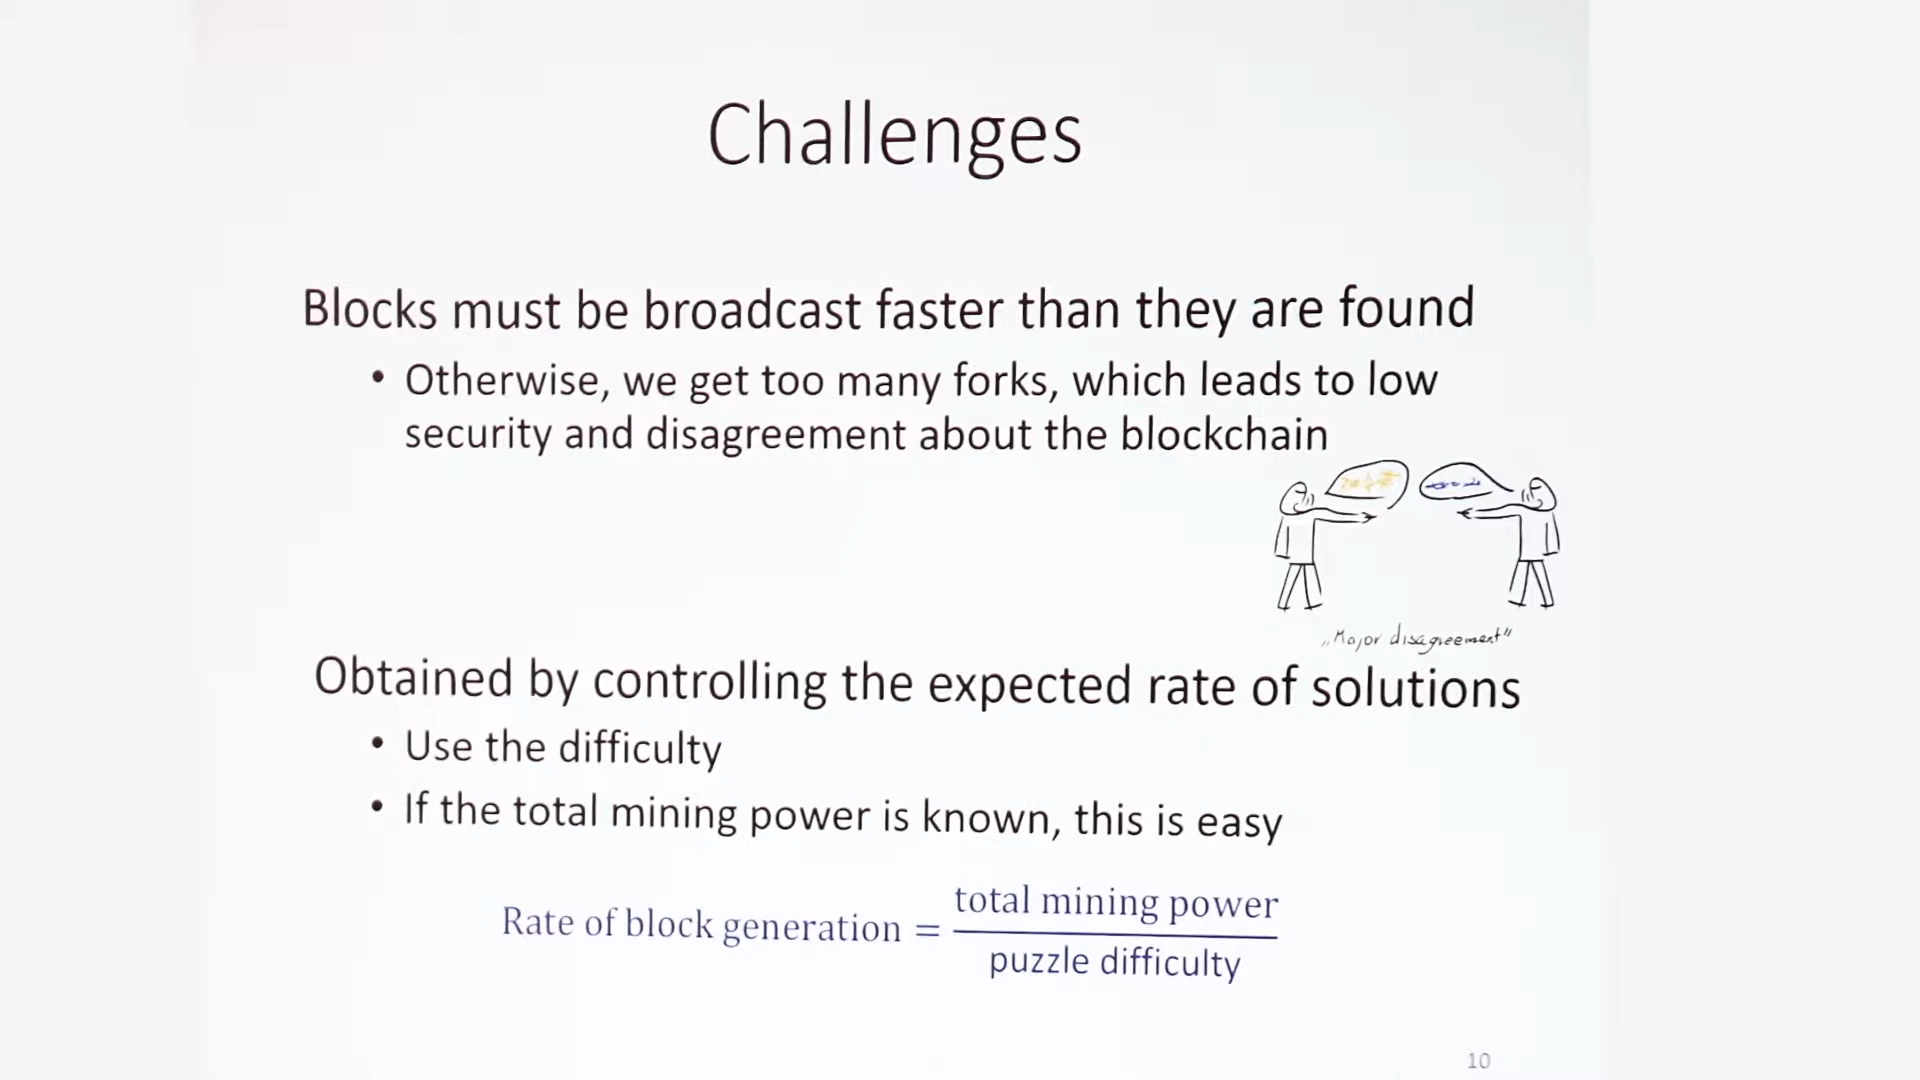 Challenges
Blocks must be broadcast faster than they are found
• Otherwise, we get too many forks, which leads to low
security and disagreement about the blockchain
„Major disagreement"
Obtained by controlling the expected rate of solutions
• Use the difficulty
• If the total mining power is known, this is easy
Rate of block generation = total mining power
puzzle difficulty
10